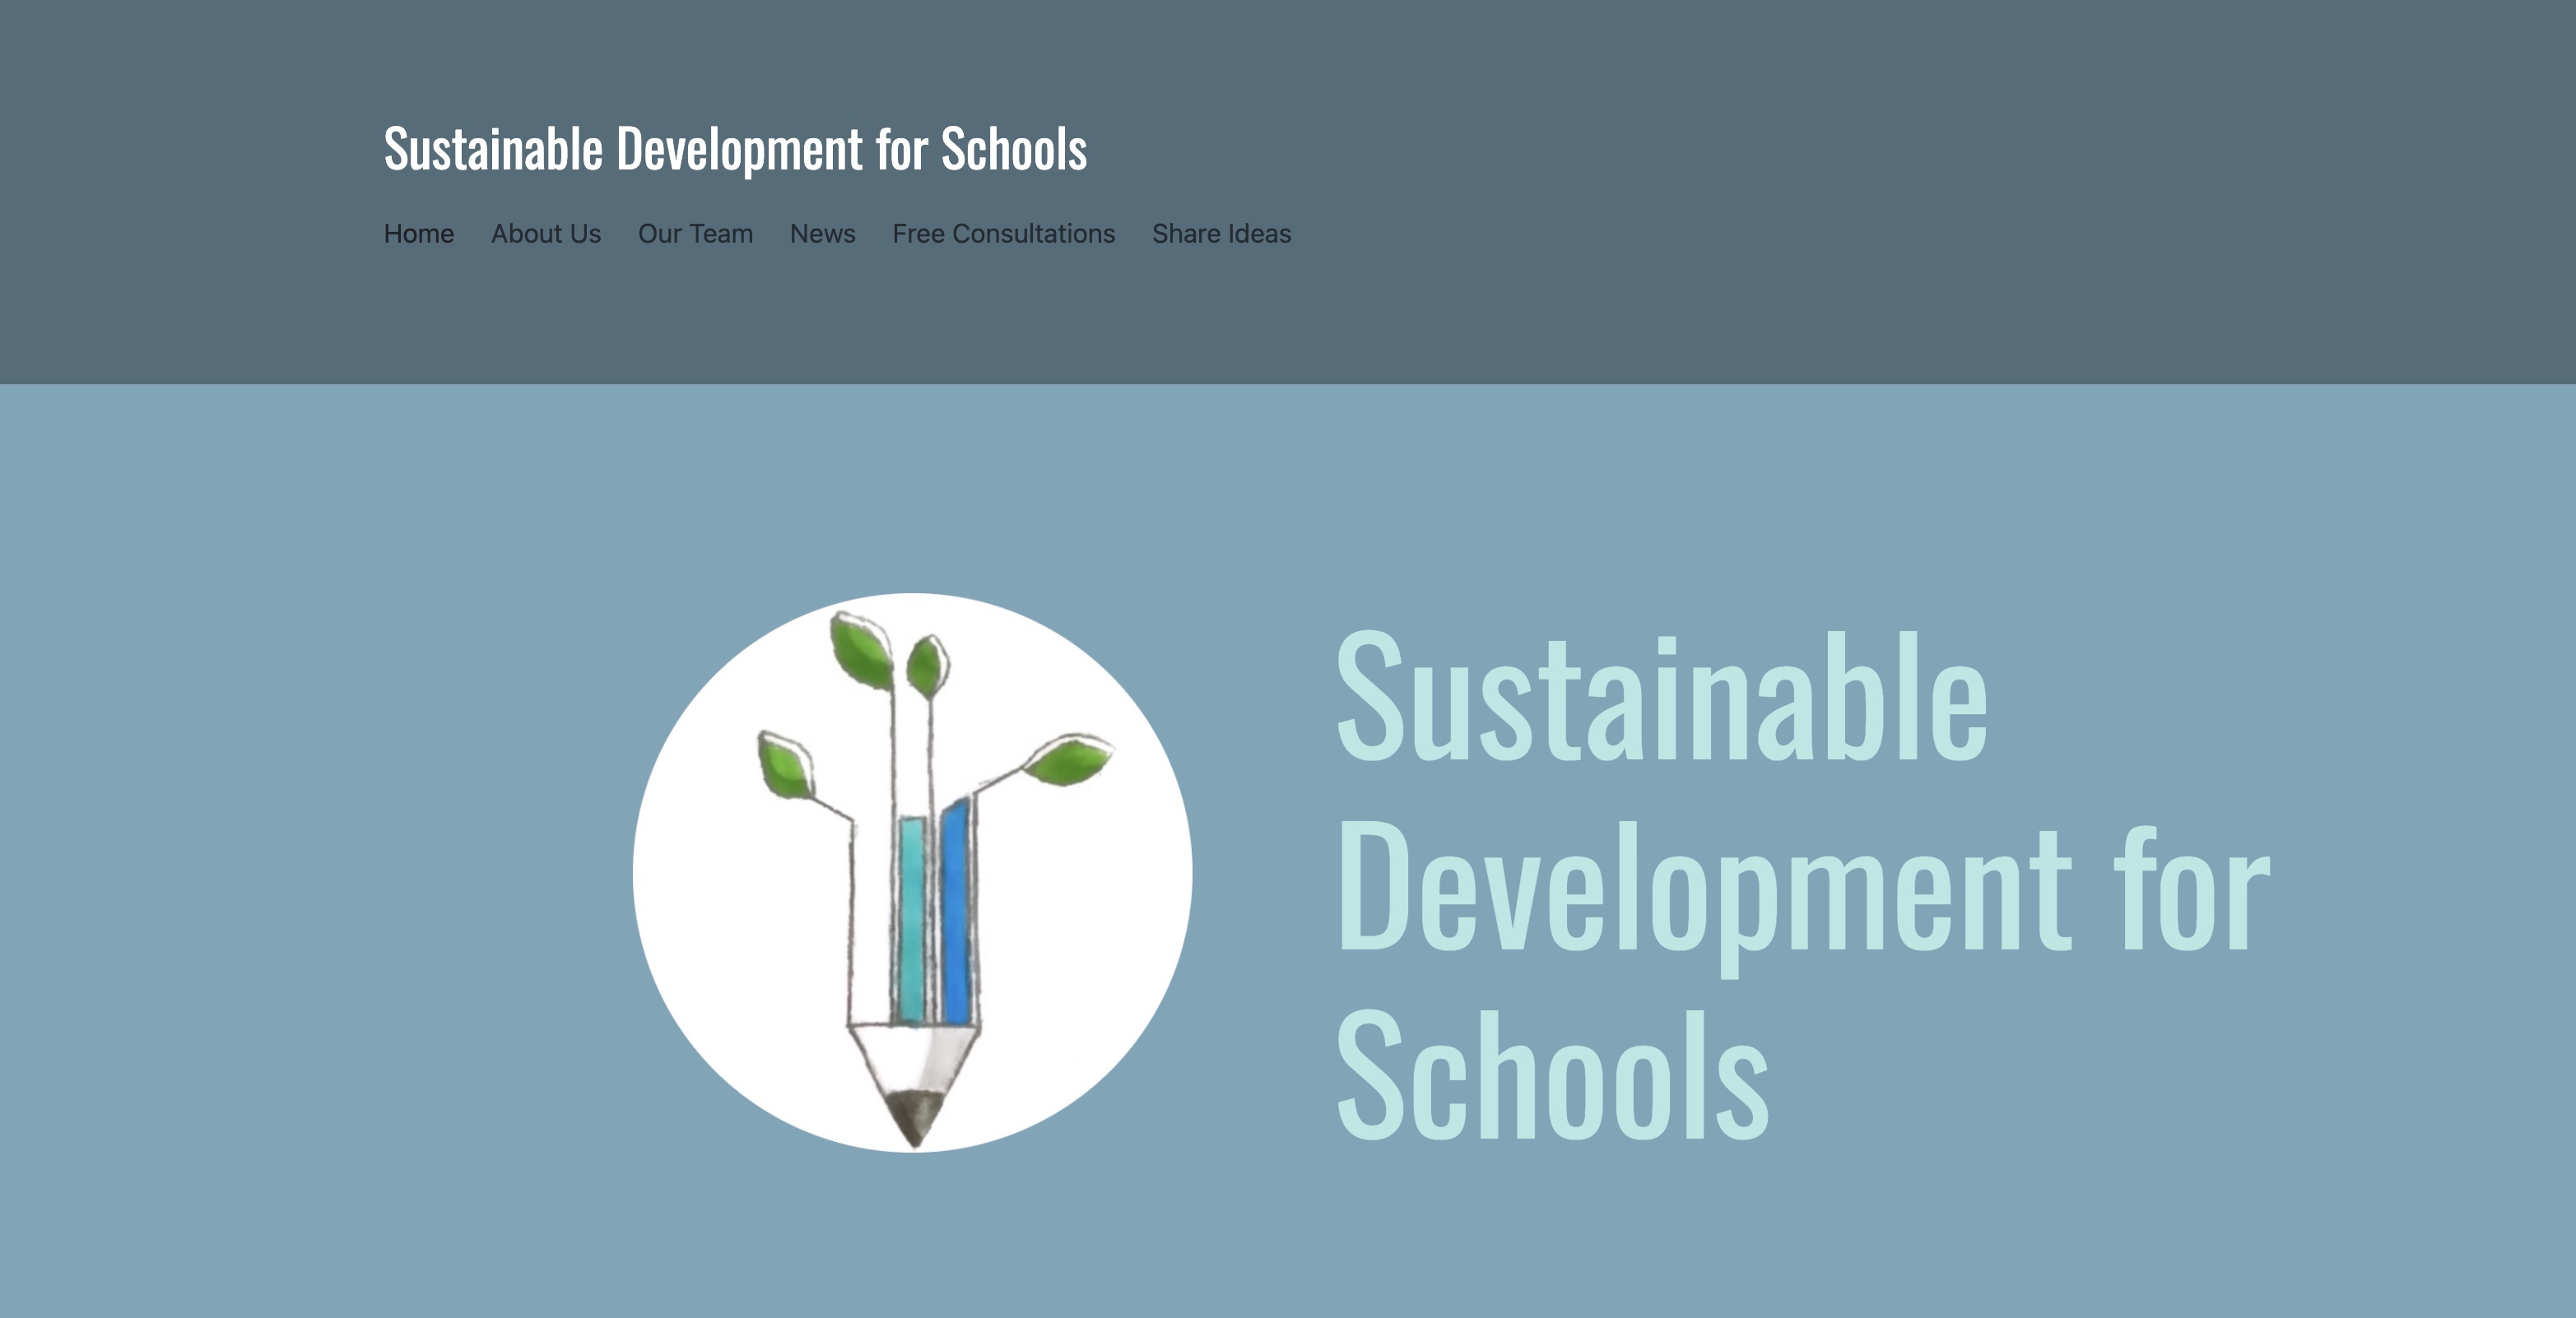 Sustainable Development for Schools
Home About Us Our Team News Free Consultations Share Ideas
Sustainable
Development for
Schools